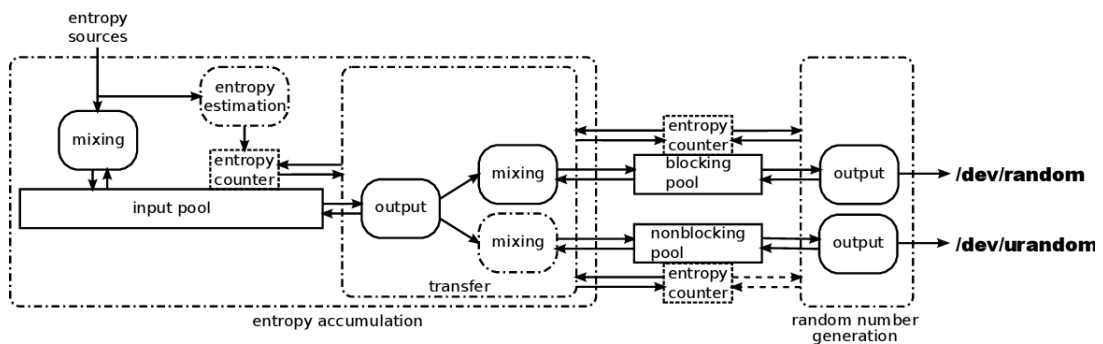 entropy
sources
entropy
estimation
mixing
entropy
counter
input pool
output
mixing
mixing
transfer
entropy accumulation
entropy
counter
blocking
pool
nonblocking
pool
entropy
counter
output
output
random number
generation
/dev/random
/dev/urandom